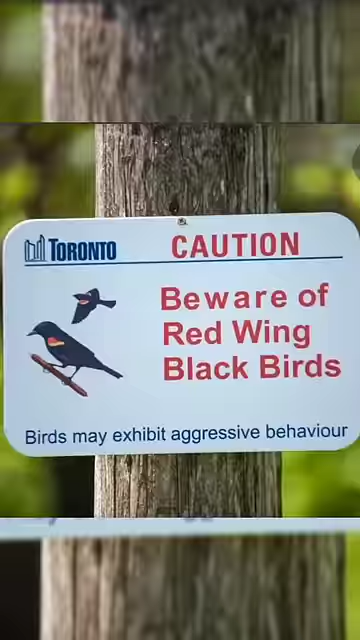 TORONTO
CAUTION
Beware of
Red Wing
Black Birds
Birds may exhibit aggressive behaviour